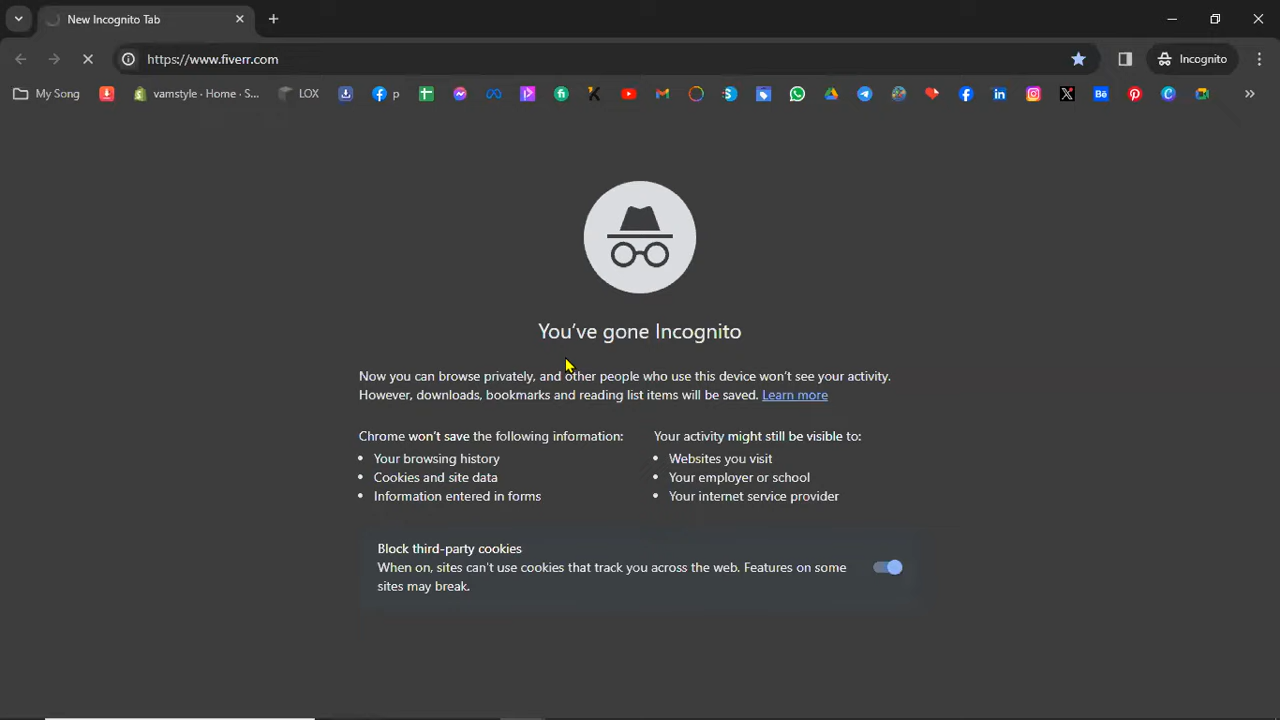 New Incognito Tab
https://www.fiverr.com
Incognito
My Song
vamstyle · Home · S...
LOX
p
You've gone Incognito
Now you can browse privately, and other people who use this device won't see your activity.
However, downloads, bookmarks and reading list items will be saved. Learn more
Chrome won't save the following information:
Your browsing history
Cookies and site data
Information entered in forms
Your activity might still be visible to:
Websites you visit
Your employer or school
Your internet service provider
Block third-party cookies
When on, sites can't use cookies that track you across the web. Features on some
sites may break.